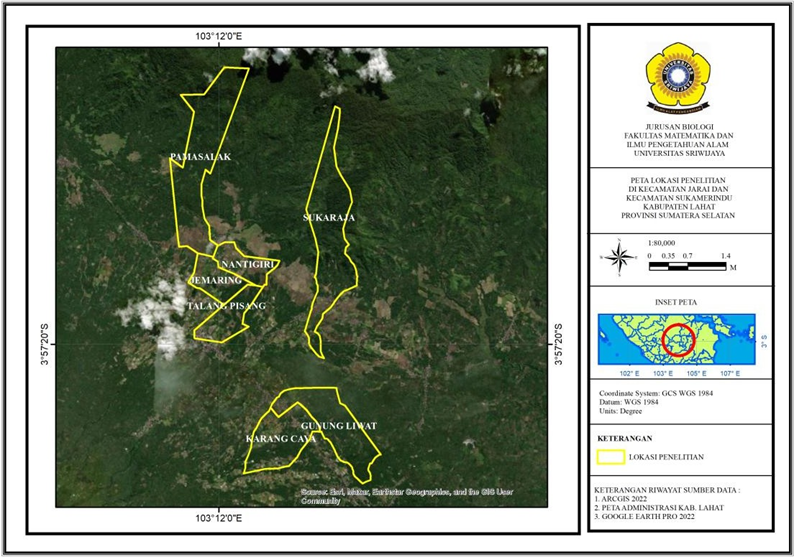 103°12'0"E
3°57'20"S
PAMASALAK
SUKARAJA
NANTIGIRI
JEMARING
TALANG PISANG
GUNUNG LIWAT
KARANG CAYA
Source: Esri, Maxar, Earthstar Geographics, and the GIS User
Community
3°57'20"S
103°12'0"E
UNIVERSITAS
SRIWIJAYA
JURUSAN BIOLOGI
FAKULTAS MATEMATIKA DAN
ILMU PENGETAHUAN ALAM
UNIVERSITAS SRIWIJAYA
PETA LOKASI PENELITIAN
DI KECAMATAN JARAI DAN
KECAMATAN SUKAMERINDU
KABUPATEN LAHAT
PROVINSI SUMATERA SELATAN
1:80,000
0 0.35 0.7 1.4
M
INSET PETA
3° S
102° E 103° E 105° E 107° E
Coordinate System: GCS WGS 1984
Datum: WGS 1984
Units: Degree
KETERANGAN
LOKASI PENELITIAN
KETERANGAN RIWAYAT SUMBER DATA :
1. ARCGIS 2022
2. PETA ADMINISTRASI KAB. LAHAT
3. GOOGLE EARTH PRO 2022